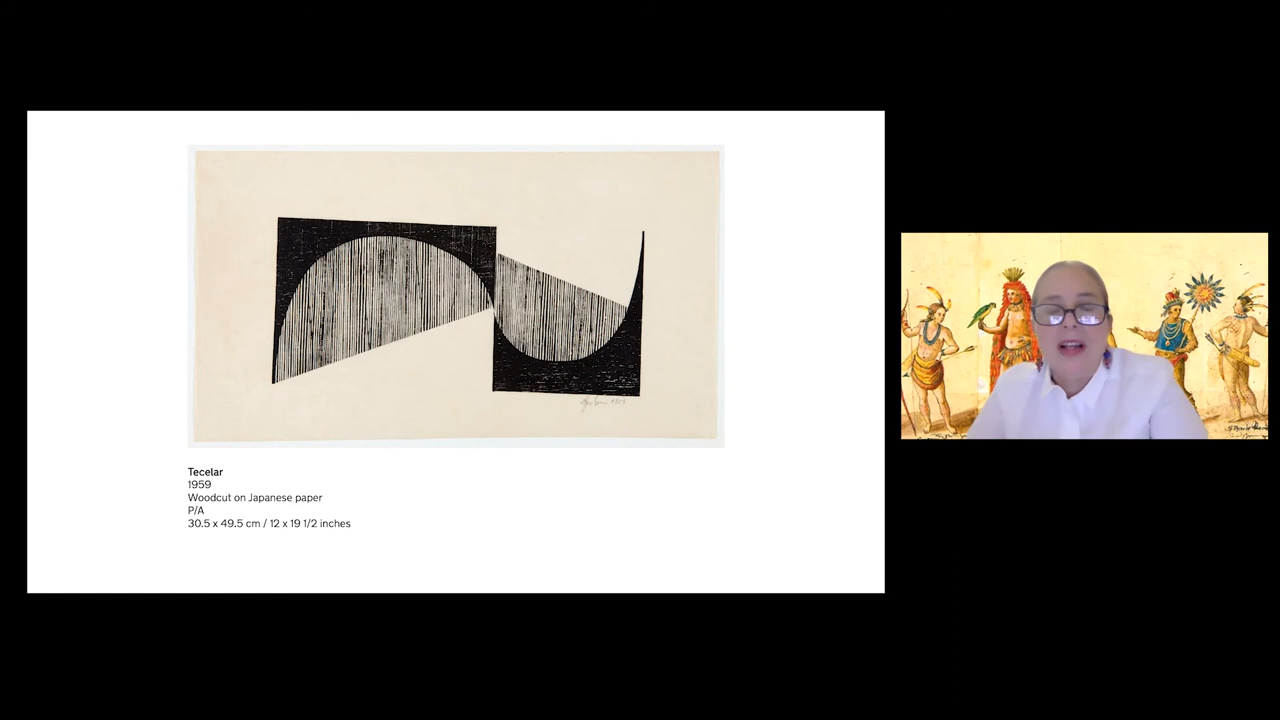 Tecelar
1959
Woodcut on Japanese paper
P/A
30.5 x 49.5 cm / 12 x 19 1/2 inches